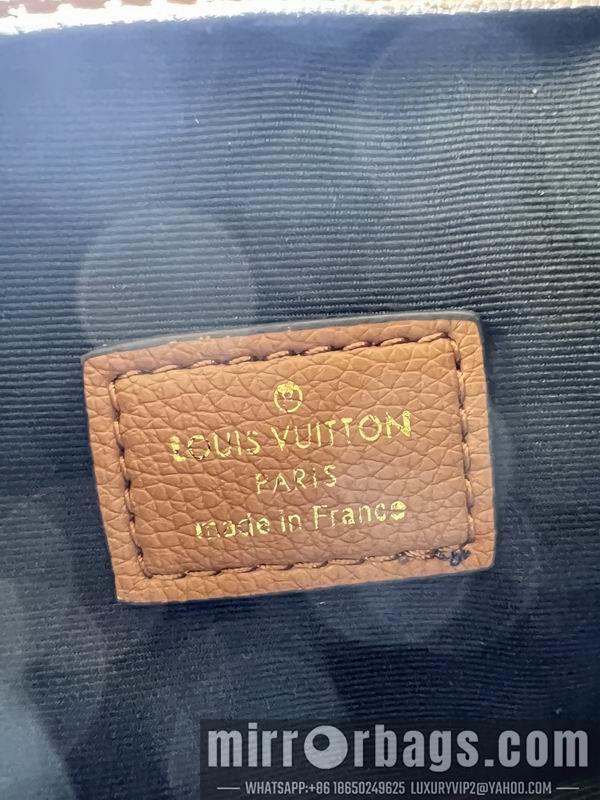 LOUIS VUITTON
PARIS
made in France
mirrorbags.com
WHATSAPP:+86 18650249625 LUXURYVIP2@YAHOO.COM